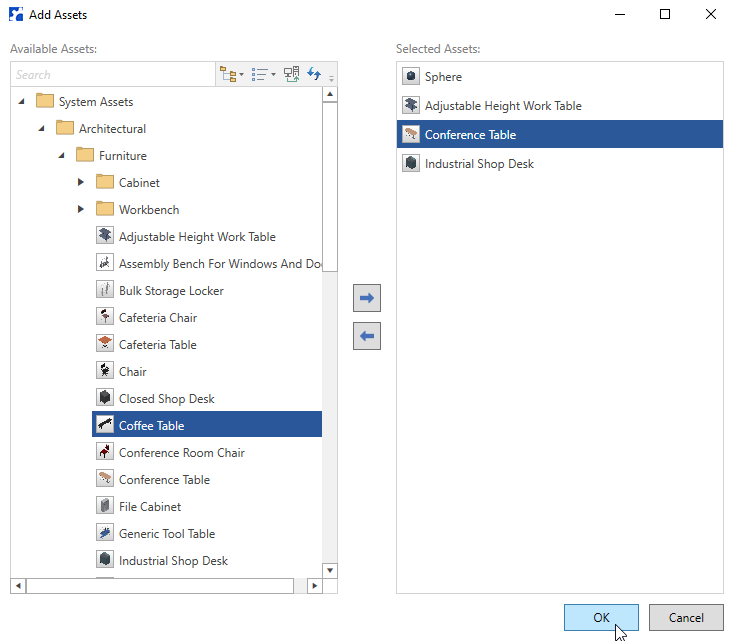 Add Assets
Available Assets:
Search
System Assets
Architectural
Furniture
Cabinet
Workbench
Adjustable Height Work Table
Assembly Bench For Windows And Do
Bulk Storage Locker
Cafeteria Chair
Cafeteria Table
Chair
Closed Shop Desk
Coffee Table
Conference Room Chair
Conference Table
File Cabinet
Generic Tool Table
Industrial Shop Desk
Selected Assets:
Sphere
Adjustable Height Work Table
Conference Table
Industrial Shop Desk
OK
Cancel